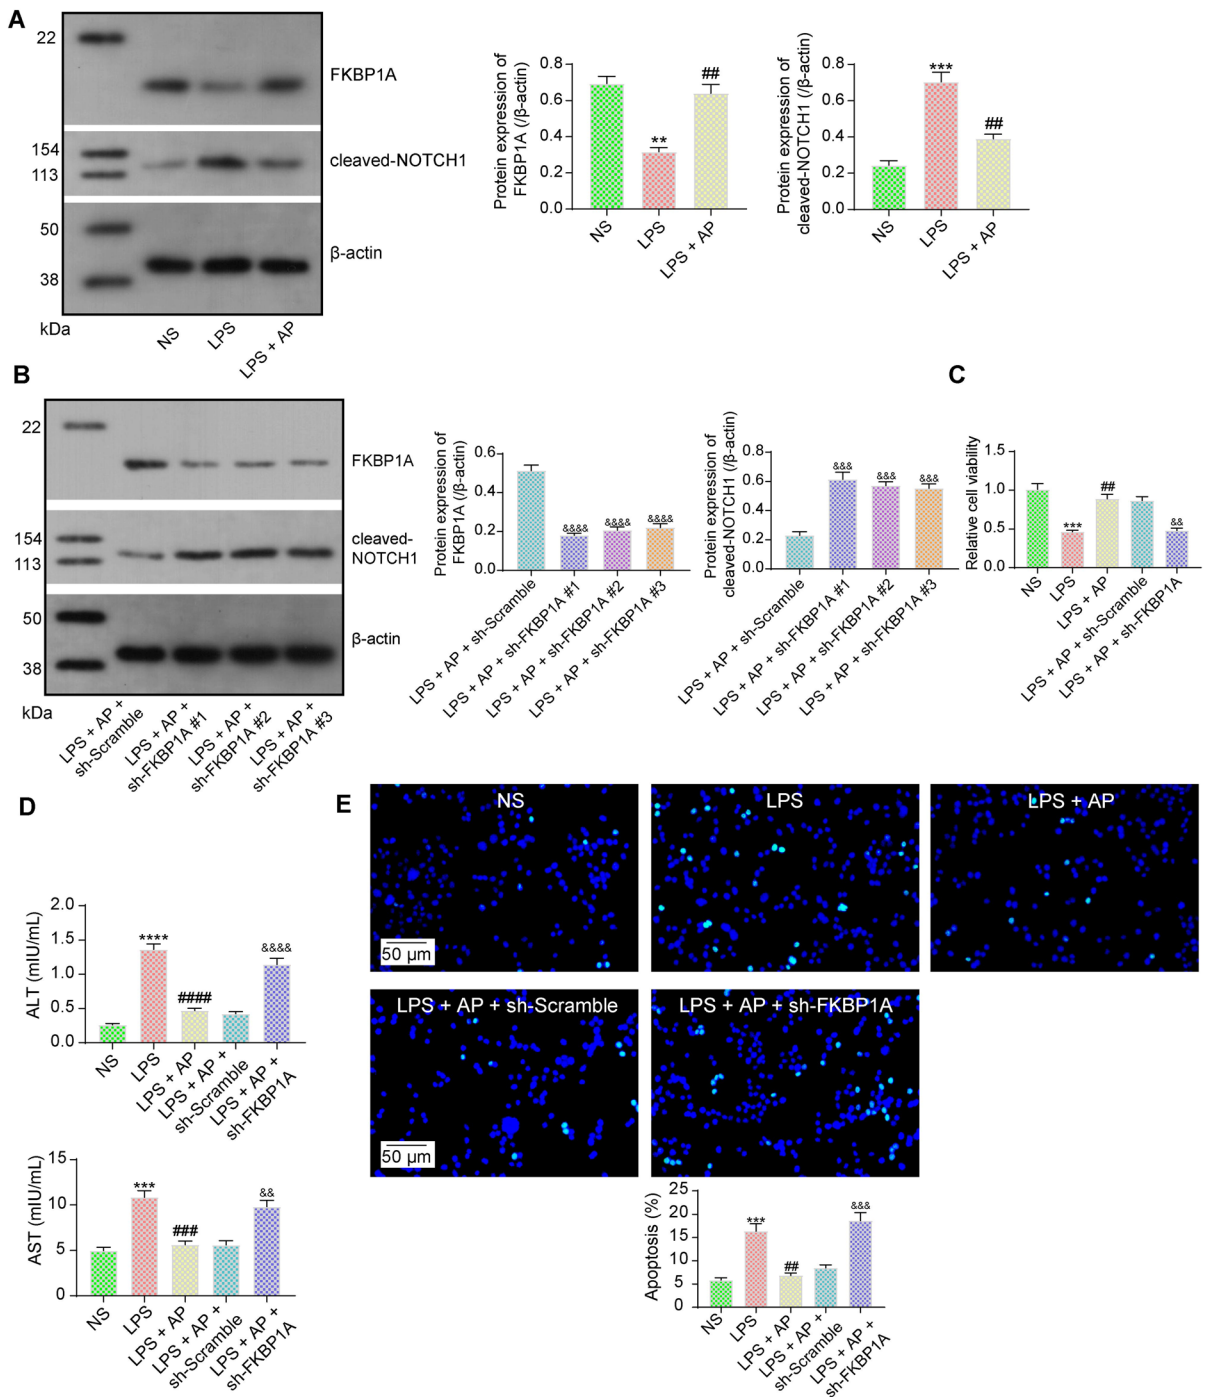 A
22
FKBP1A
154
cleaved-NOTCH1
113
50
β-actin
38
kDa
NS
LPS
LPS + AP
Protein expression of
FKBP1A (/β-actin)
0.8
0.6
0.4
0.2
0.0
**
##
NS
LPS
LPS + AP
Protein expression of
cleaved-NOTCH1 (/β-actin)
0.8
0.6
0.4
0.2
0.0
***
##
NS
LPS
LPS + AP
B
22
FKBP1A
154
cleaved-
NOTCH1
113
50
β-actin
38
kDa
LPS + AP +
sh-Scramble
LPS + AP +
sh-FKBP1A #1
LPS + AP +
sh-FKBP1A #2
LPS + AP +
sh-FKBP1A #3
Protein expression of
FKBP1A (/β-actin)
0.6
0.4
0.2
0.0
&&&&
&&&&
&&&&
LPS + AP + sh-Scramble
LPS + AP + sh-FKBP1A #1
LPS + AP + sh-FKBP1A #2
LPS + AP + sh-FKBP1A #3
Protein expression of
cleaved-NOTCH1 (/β-actin)
0.8
0.6
0.4
0.2
0.0
&&&
&&&
&&&
LPS + AP + sh-Scramble
LPS + AP + sh-FKBP1A #1
LPS + AP + sh-FKBP1A #2
LPS + AP + sh-FKBP1A #3
C
Relative cell viability
1.5
1.0
0.5
0.0
***
##
&&
NS
LPS
LPS + AP
LPS + AP + sh-Scramble
LPS + AP + sh-FKBP1A
D
ALT (mIU/mL)
2.0
1.5
1.0
0.5
0.0
****
####
&&&&
NS
LPS
LPS + AP
LPS + AP +
sh-Scramble
LPS + AP +
sh-FKBP1A
AST (mIU/mL)
15
10
5
0
***
###
&&
NS
LPS
LPS + AP
LPS + AP +
sh-Scramble
LPS + AP +
sh-FKBP1A
E
NS
50 µm
LPS
LPS + AP
LPS + AP + sh-Scramble
50 µm
LPS + AP + sh-FKBP1A
Apoptosis (%)
25
20
15
10
5
0
***
##
&&&
NS
LPS
LPS + AP
LPS + AP +
sh-Scramble
LPS + AP +
sh-FKBP1A